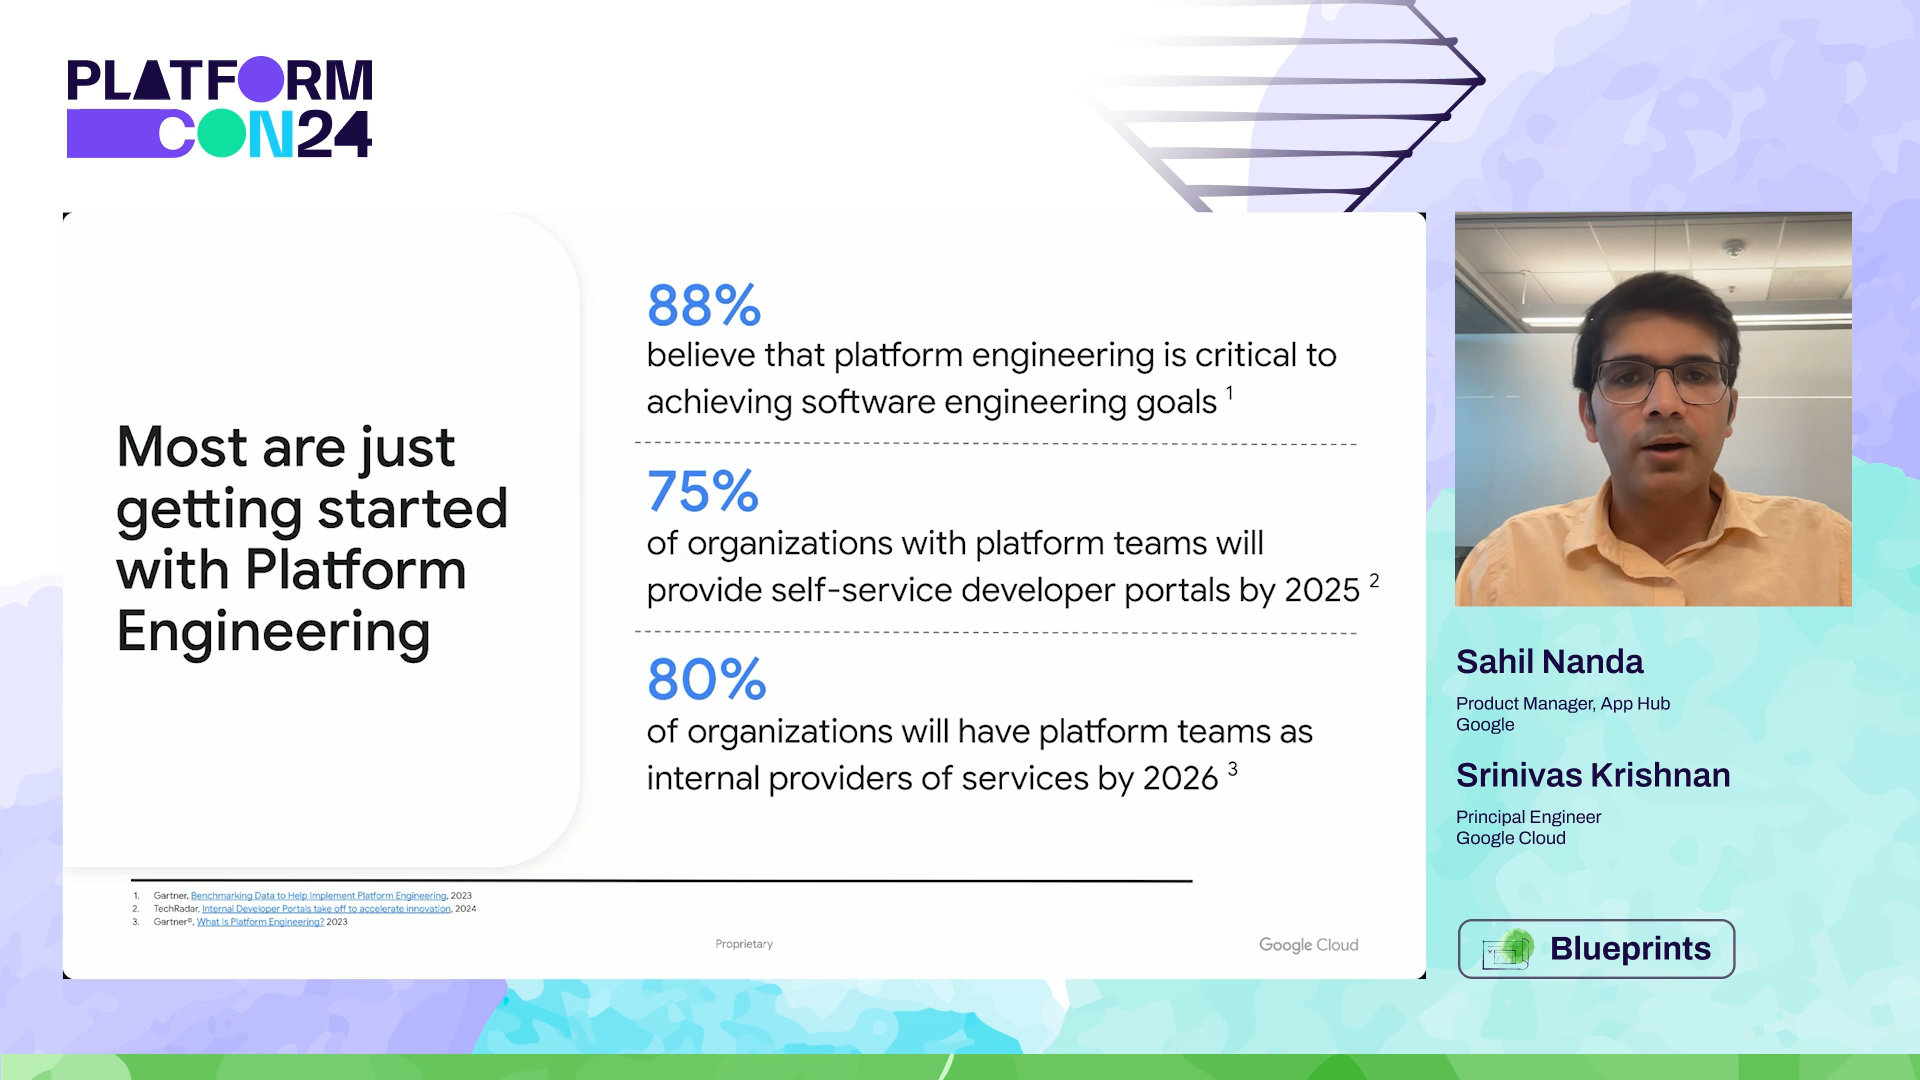 PLATFORM
CON24
Most are just
getting started
with Platform
Engineering
88%
believe that platform engineering is critical to
achieving software engineering goals 1
75%
of organizations with platform teams will
provide self-service developer portals by 2025 2
80%
of organizations will have platform teams as
internal providers of services by 2026 3
1. Gartner, Benchmarking Data to Help Implement Platform Engineering, 2023
2. TechRadar, Internal Developer Portals take off to accelerate innovation, 2024
3. Gartner®, What Is Platform Engineering? 2023
Proprietary
Google Cloud
Sahil Nanda
Product Manager, App Hub
Google
Srinivas Krishnan
Principal Engineer
Google Cloud
Blueprints